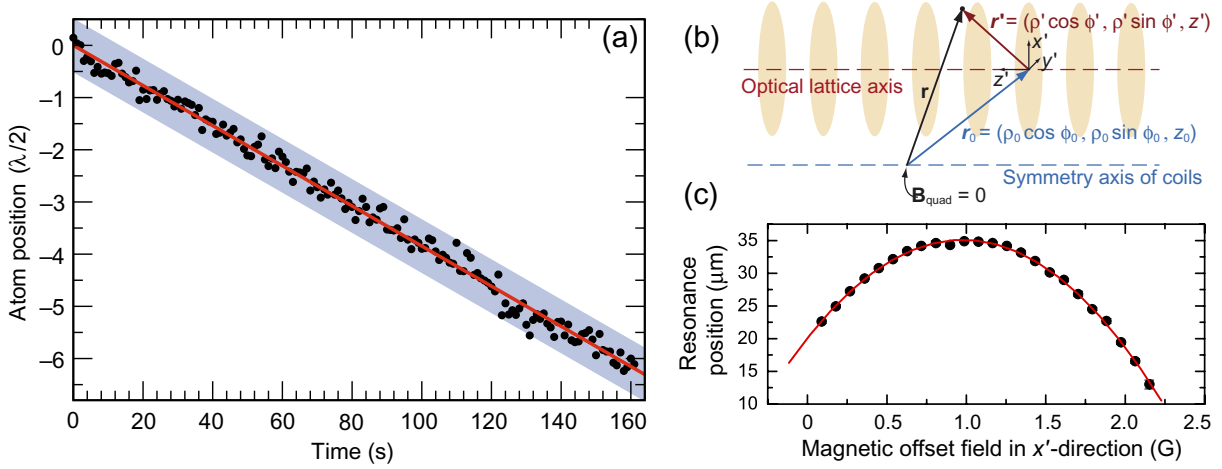 (a)
0
−1
−2
−3
−4
−5
−6
Atom position (λ/2)
0
20
40
60
80
100
120
140
160
Time (s)
(b)
r' = (ρ' cos ϕ', ρ' sin ϕ', z')
x'
y'
z'
Optical lattice axis
r
r₀ = (ρ₀ cos ϕ₀, ρ₀ sin ϕ₀, z₀)
Symmetry axis of coils
B_quad = 0
(c)
35
30
25
20
15
10
Resonance
position (μm)
0
0.5
1.0
1.5
2.0
2.5
Magnetic offset field in x'-direction (G)